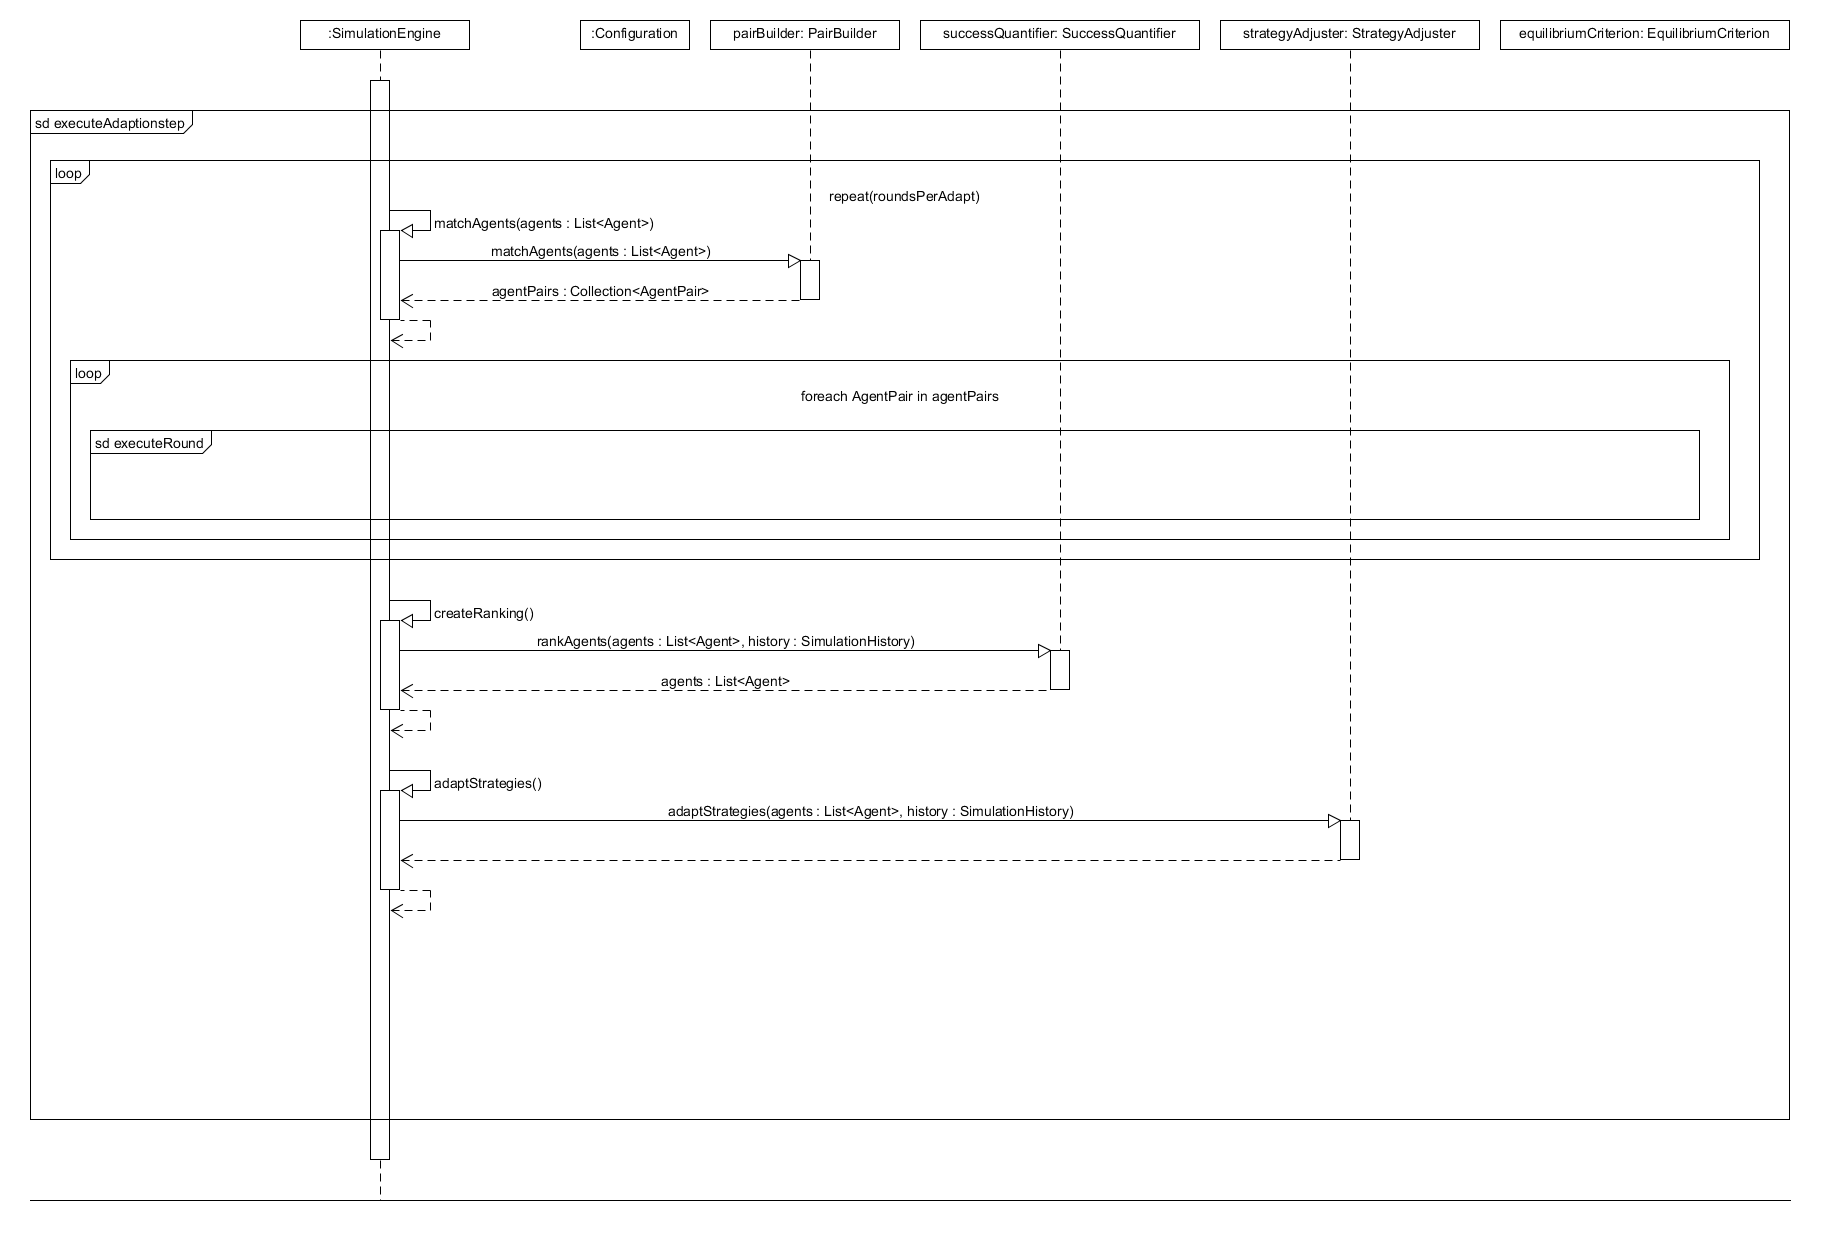 :SimulationEngine
:Configuration
pairBuilder: PairBuilder
successQuantifier: SuccessQuantifier
strategyAdjuster: StrategyAdjuster
equilibriumCriterion: EquilibriumCriterion
sd executeAdaptionstep
loop
repeat(roundsPerAdapt)
matchAgents(agents : List<Agent>)
matchAgents(agents : List<Agent>)
agentPairs : Collection<AgentPair>
loop
foreach AgentPair in agentPairs
sd executeRound
createRanking()
rankAgents(agents : List<Agent>, history : SimulationHistory)
agents : List<Agent>
adaptStrategies()
adaptStrategies(agents : List<Agent>, history : SimulationHistory)